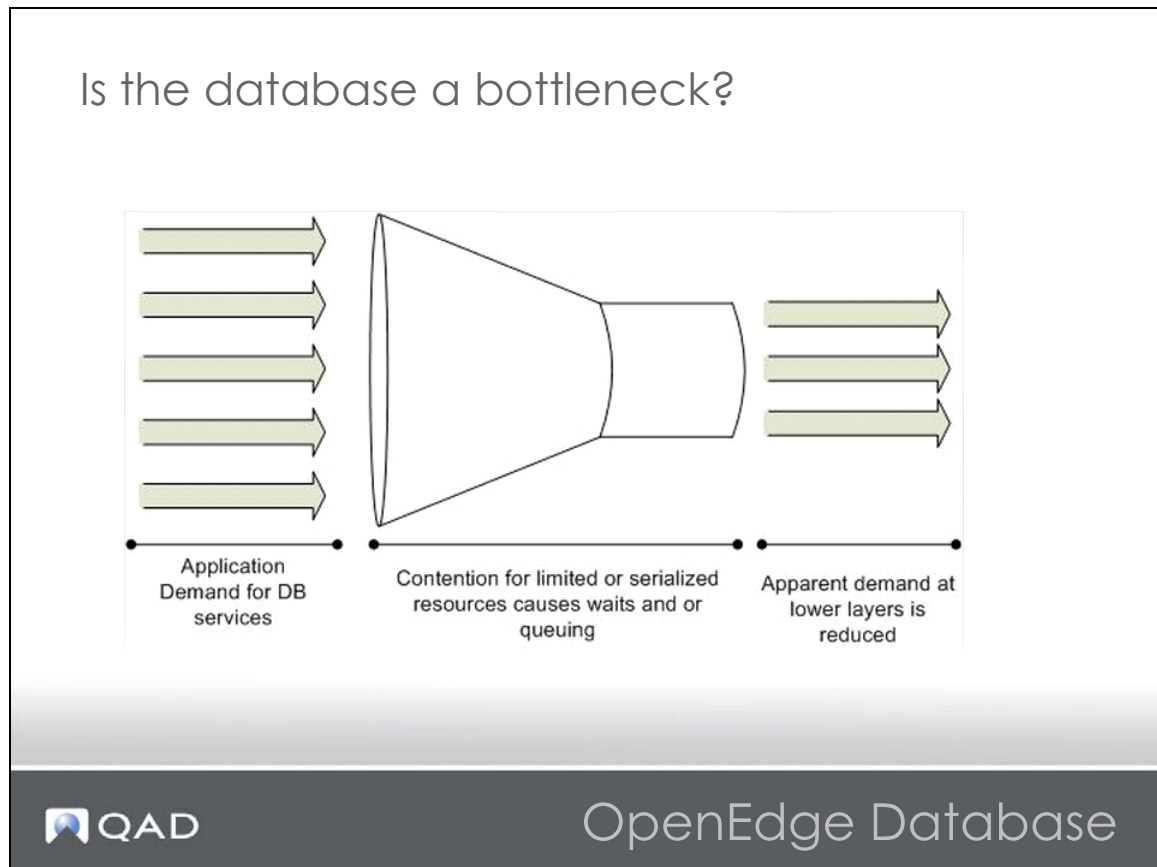 Is the database a bottleneck?
Application
Demand for DB
services
Contention for limited or serialized
resources causes waits and or
queuing
Apparent demand at
lower layers is
reduced
QAD
OpenEdge Database